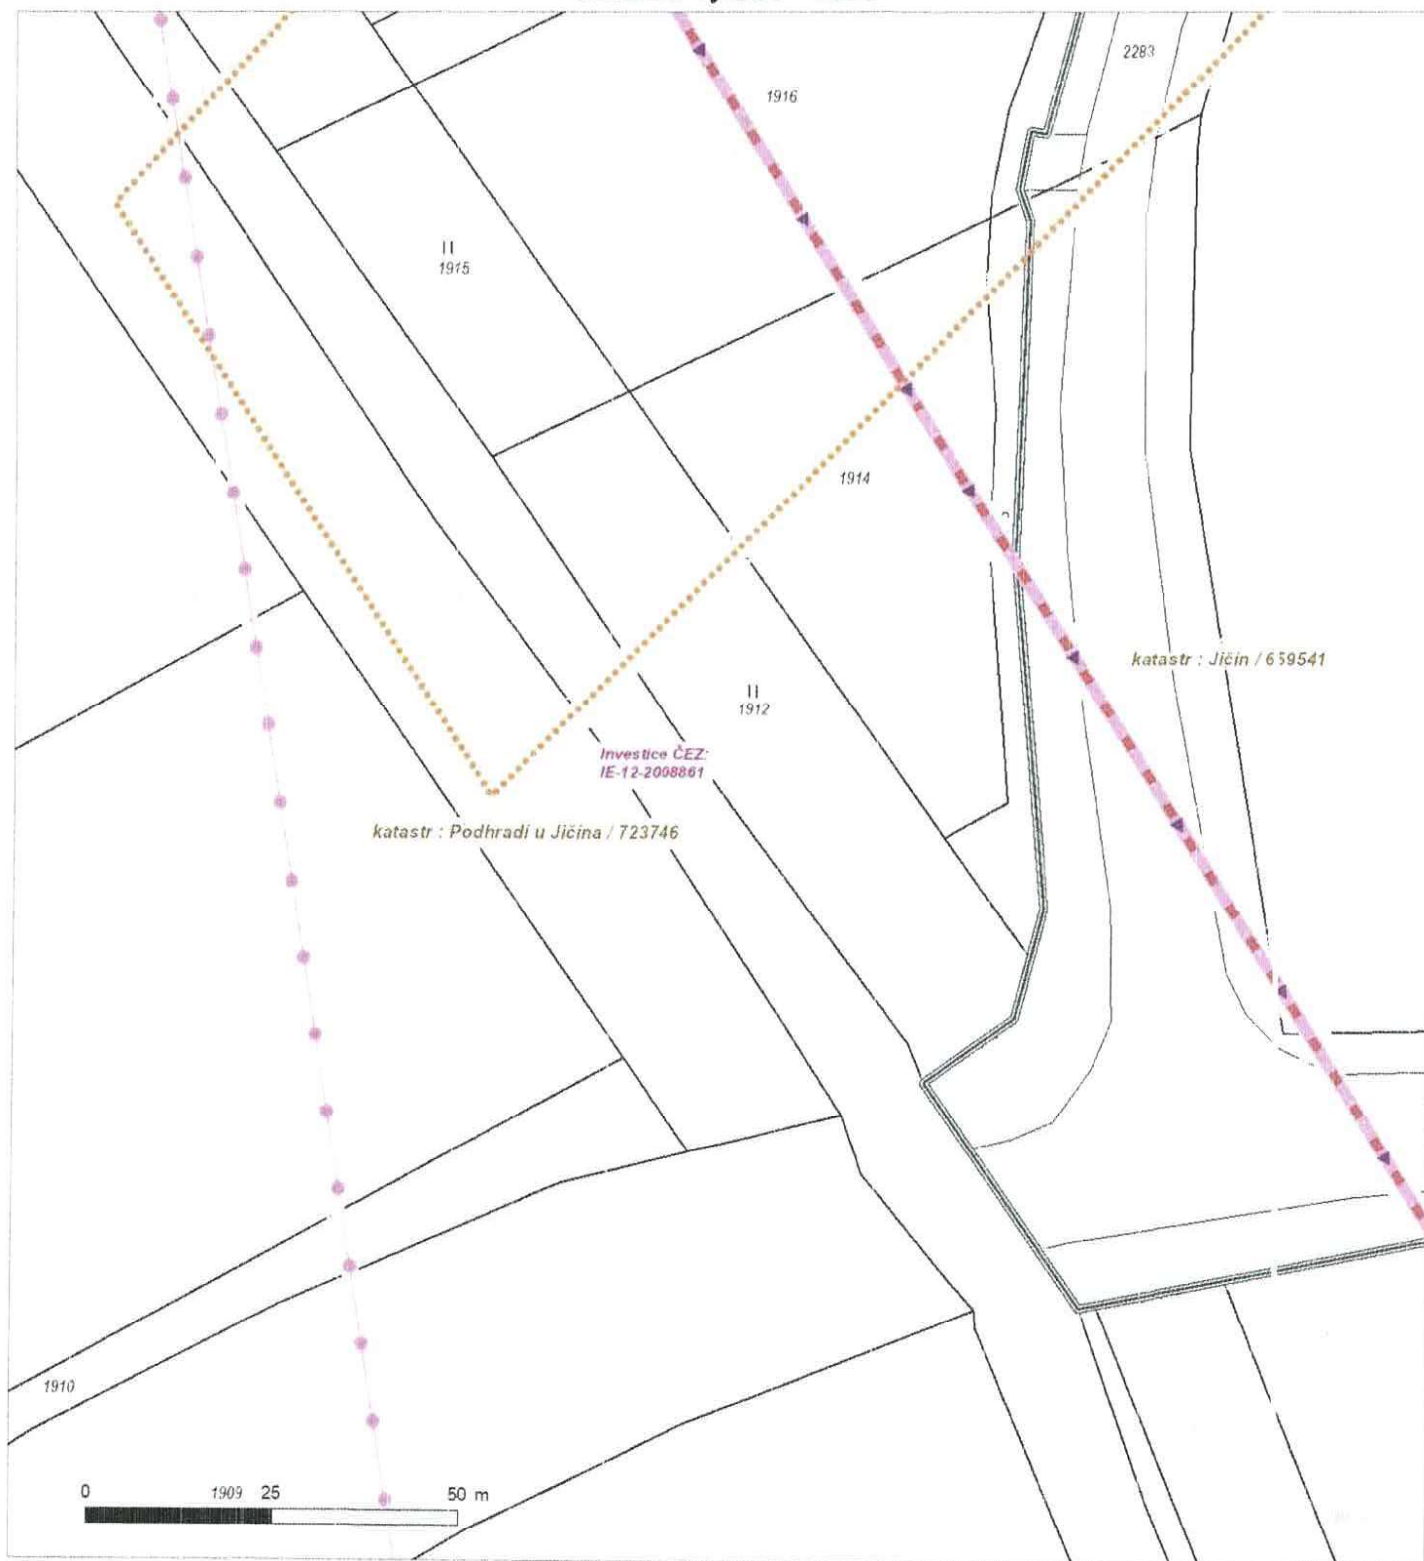 2283
1916
II
1915
1914
katastr : Jičín / 659541
II
1912
Investice ČEZ:
IE-12-2008861
katastr : Podhradí u Jičína / 723746
1910
0 1909 25 50 m